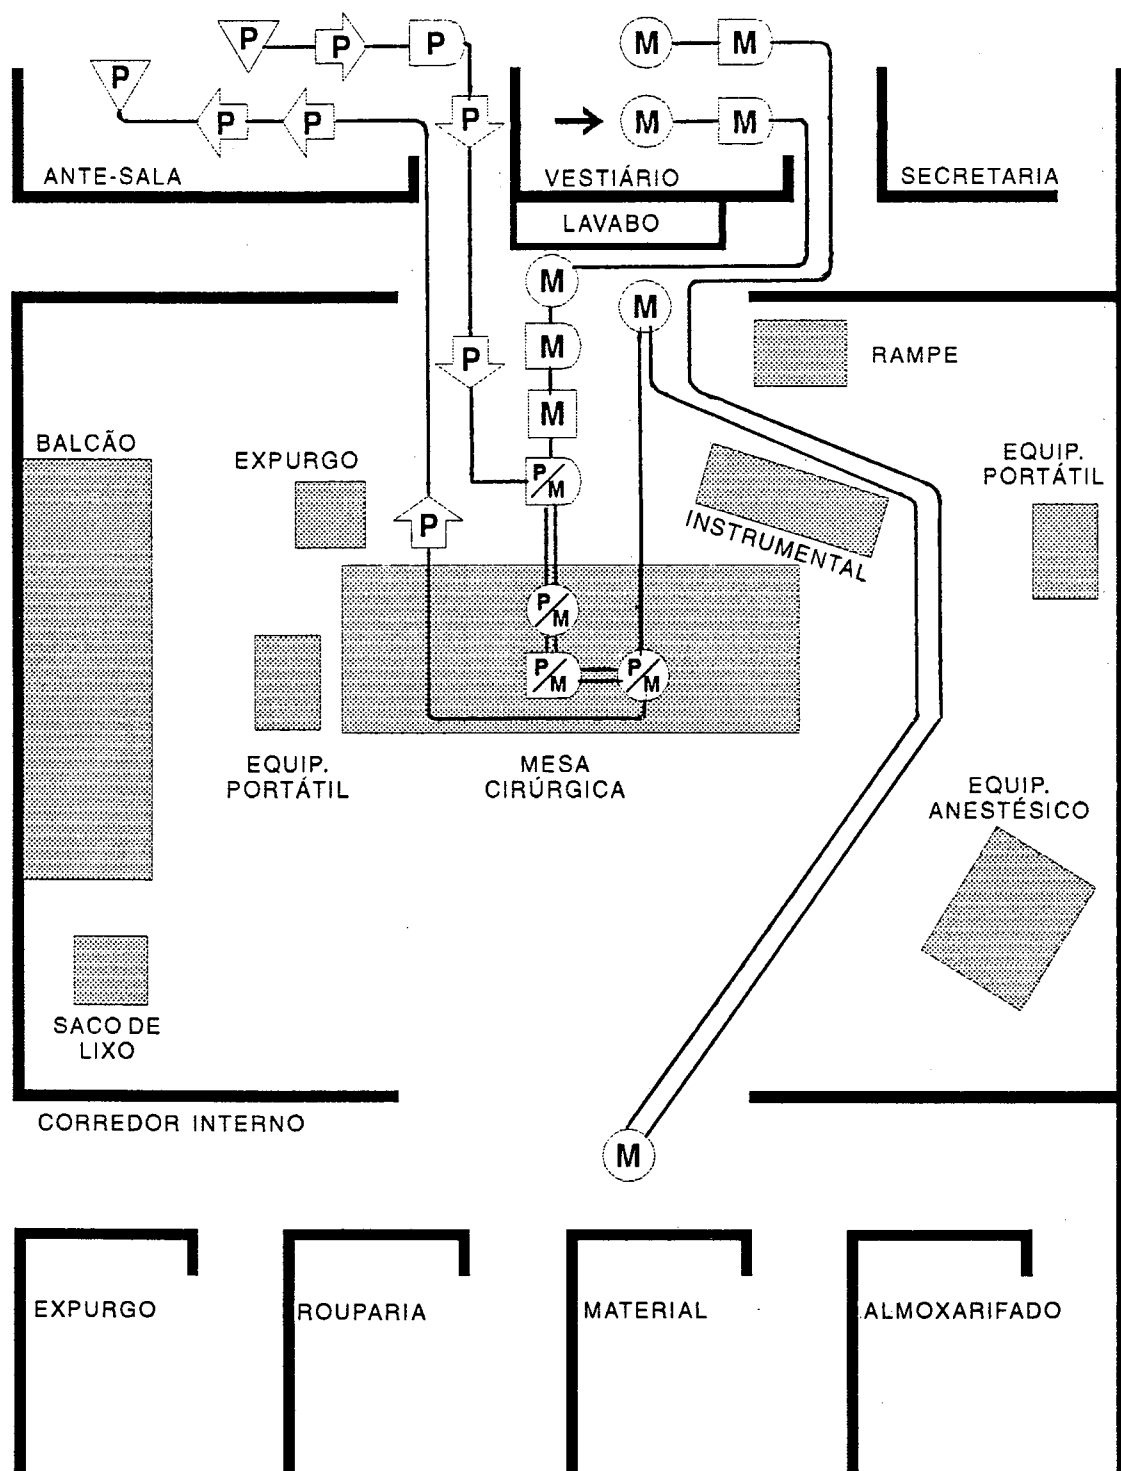 P P P M M
P
P P P M M
ANTE-SALA
VESTIÁRIO
SECRETARIA
LAVABO
M
M
M
P
RAMPE
M
BALCÃO
EXPURGO
EQUIP.
PORTÁTIL
P/M
P
INSTRUMENTAL
P/M
P/M
P/M
EQUIP.
PORTÁTIL
MESA
CIRÚRGICA
EQUIP.
ANESTÉSICO
SACO DE
LIXO
CORREDOR INTERNO
M
EXPURGO
ROUPARIA
MATERIAL
ALMOXARIFADO